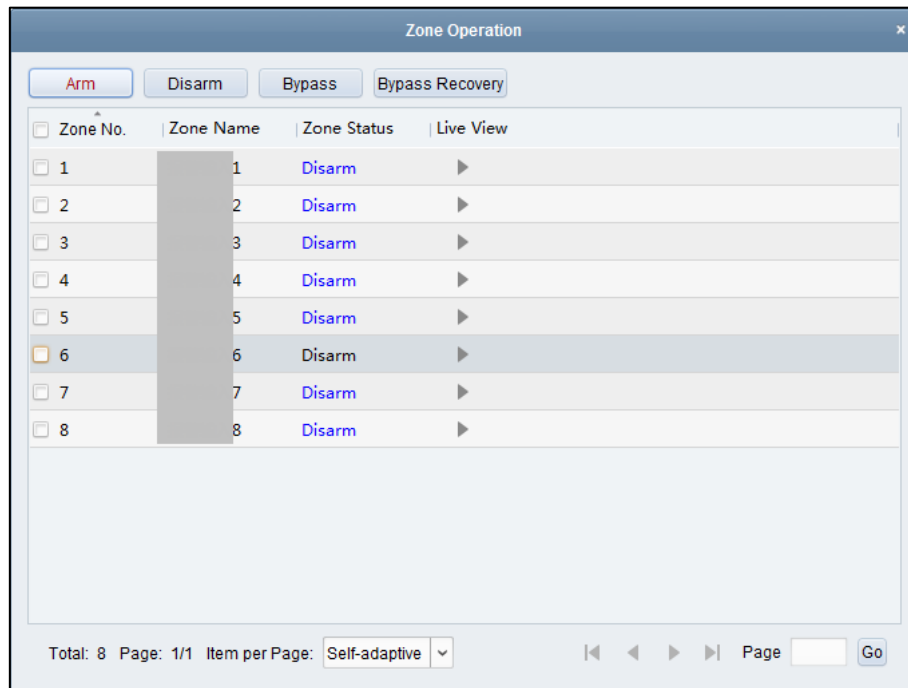 Zone Operation ×
Arm Disarm Bypass Bypass Recovery
Zone No. Zone Name Zone Status Live View
1 1 Disarm
2 2 Disarm
3 3 Disarm
4 4 Disarm
5 5 Disarm
6 6 Disarm
7 7 Disarm
8 8 Disarm
Total: 8 Page: 1/1 Item per Page: Self-adaptive Page Go